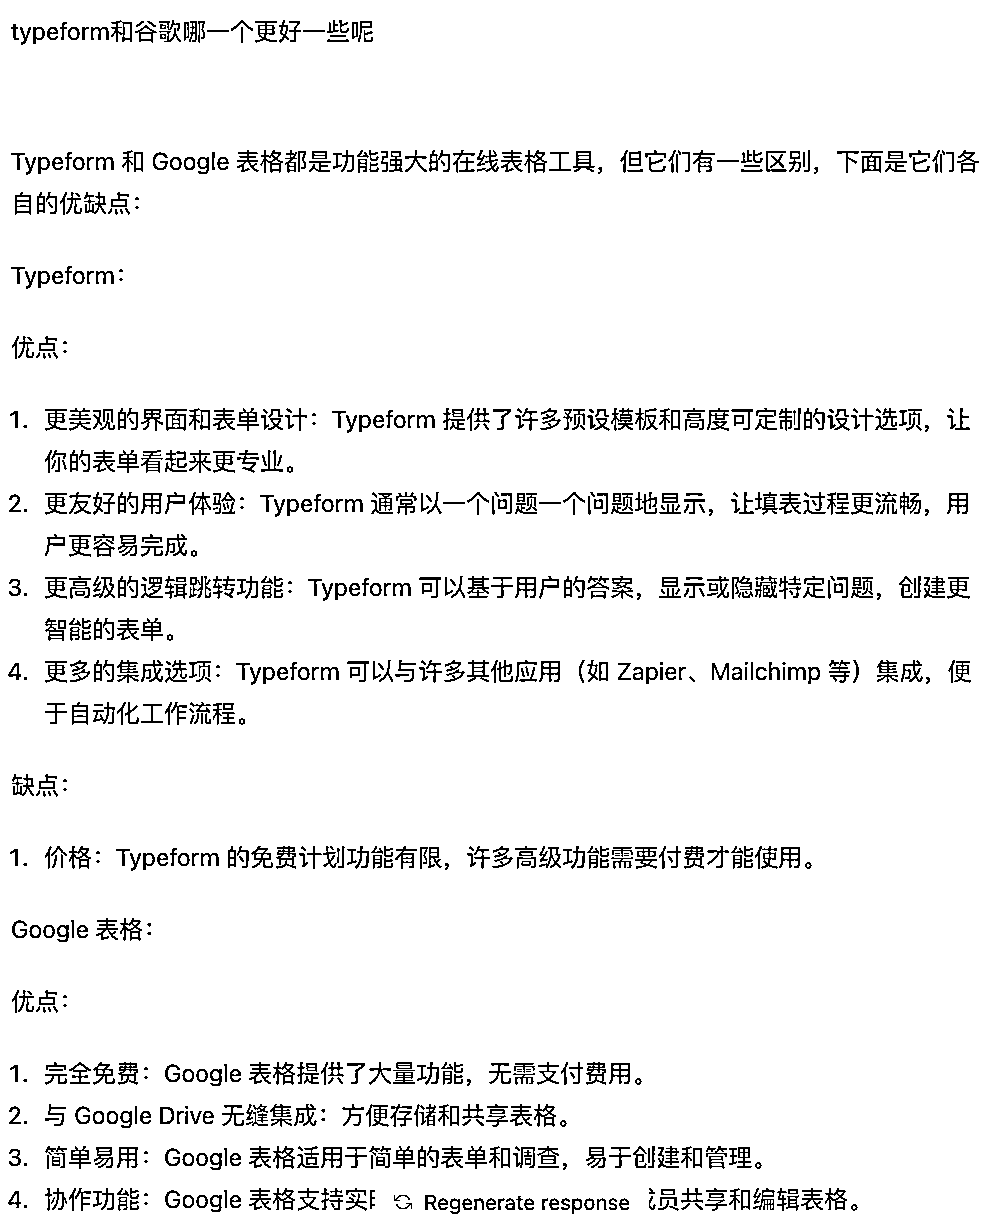 typeform和谷歌哪一个更好一些呢
Typeform 和 Google 表格都是功能强大的在线表格工具，但它们有一些区别，下面是它们各
自的优缺点：
Typeform：
优点：
1. 更美观的界面和表单设计：Typeform 提供了许多预设模板和高度可定制的设计选项，让
你的表单看起来更专业。
2. 更友好的用户体验：Typeform 通常以一个问题一个问题地显示，让填表过程更流畅，用
户更容易完成。
3. 更高级的逻辑跳转功能：Typeform 可以基于用户的答案，显示或隐藏特定问题，创建更
智能的表单。
4. 更多的集成选项：Typeform 可以与许多其他应用（如 Zapier、Mailchimp 等）集成，便
于自动化工作流程。
缺点：
1. 价格：Typeform 的免费计划功能有限，许多高级功能需要付费才能使用。
Google 表格：
优点：
1. 完全免费：Google 表格提供了大量功能，无需支付费用。
2. 与 Google Drive 无缝集成：方便存储和共享表格。
3. 简单易用：Google 表格适用于简单的表单和调查，易于创建和管理。
4. 协作功能：Google 表格支持实 Regenerate response 员共享和编辑表格。